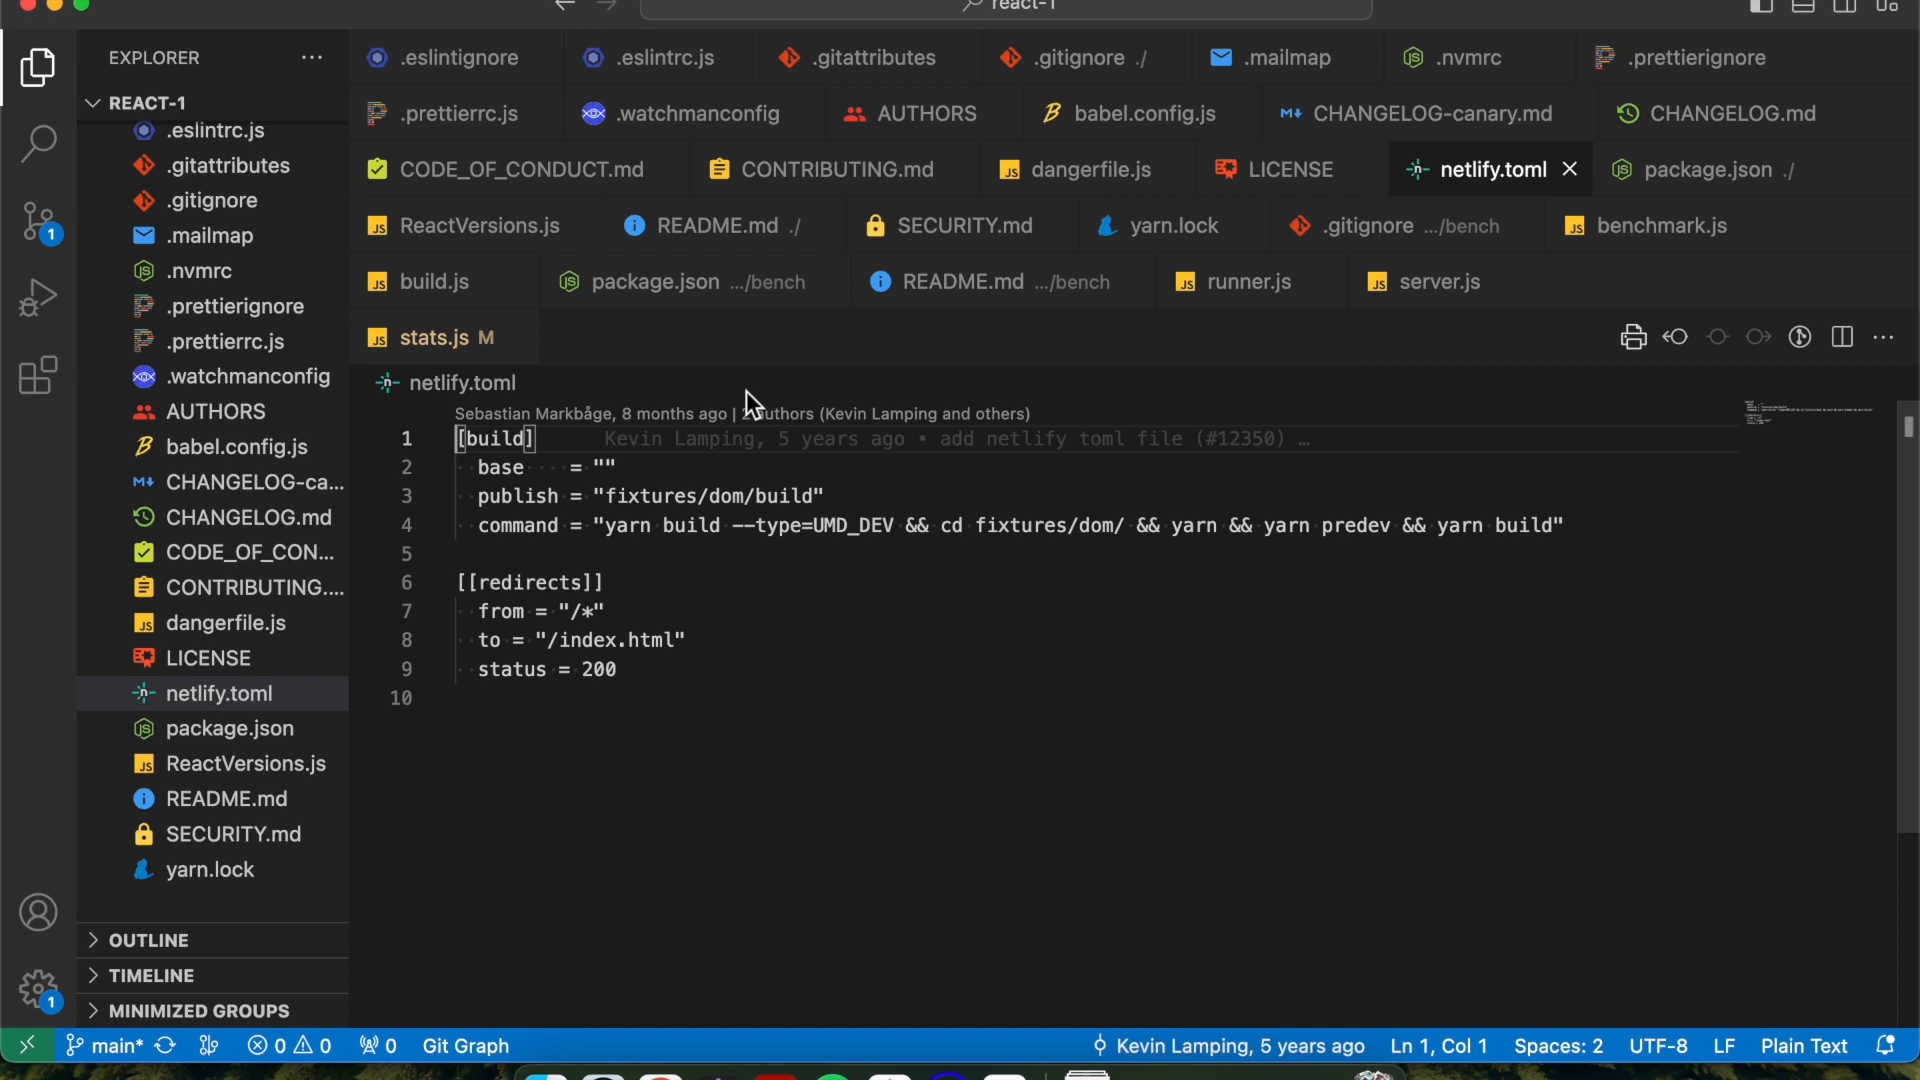 react-1
EXPLORER
REACT-1
.eslintrc.js
.gitattributes
.gitignore
.mailmap
.nvmrc
.prettierignore
.prettierrc.js
.watchmanconfig
AUTHORS
babel.config.js
CHANGELOG-ca...
CHANGELOG.md
CODE_OF_CON...
CONTRIBUTING....
dangerfile.js
LICENSE
netlify.toml
package.json
ReactVersions.js
README.md
SECURITY.md
yarn.lock
OUTLINE
TIMELINE
MINIMIZED GROUPS
.eslintignore .eslintrc.js .gitattributes .gitignore ./ .mailmap .nvmrc .prettierignore
.prettierrc.js .watchmanconfig AUTHORS babel.config.js CHANGELOG-canary.md CHANGELOG.md
CODE_OF_CONDUCT.md CONTRIBUTING.md dangerfile.js LICENSE netlify.toml package.json ./
ReactVersions.js README.md ./ SECURITY.md yarn.lock .gitignore .../bench benchmark.js
build.js package.json .../bench README.md .../bench runner.js server.js
stats.js M
netlify.toml
Sebastian Markbåge, 8 months ago | 2 authors (Kevin Lamping and others)
1 [build] Kevin Lamping, 5 years ago • add netlify toml file (#12350) …
2 base = ""
3 publish = "fixtures/dom/build"
4 command = "yarn build --type=UMD_DEV && cd fixtures/dom/ && yarn && yarn predev && yarn build"
5
6 [[redirects]]
7 from = "/*"
8 to = "/index.html"
9 status = 200
10
1
1
main* 0 0 0 Git Graph Kevin Lamping, 5 years ago Ln 1, Col 1 Spaces: 2 UTF-8 LF Plain Text